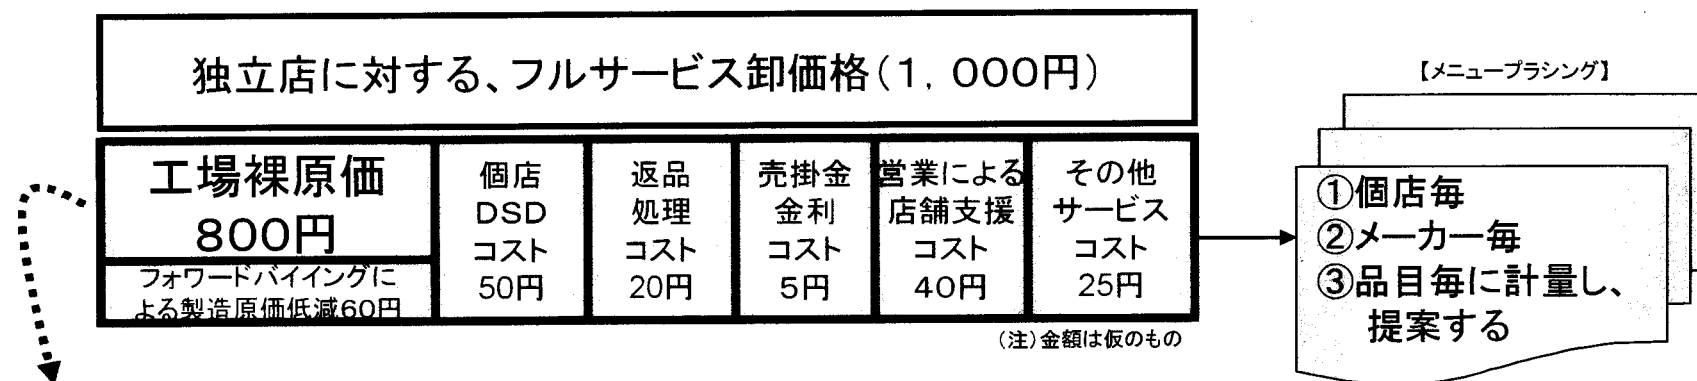 独立店に対する、フルサービス卸価格(1,000円)
【メニュープラシング】
工場裸原価
800円
フォワードバイイングに
よる製造原価低減60円
個店
DSD
コスト
50円
返品
処理
コスト
20円
売掛金
金利
コスト
5円
営業による
店舗支援
コスト
40円
その他
サービス
コスト
25円
①個店毎
②メーカー毎
③品目毎に計量し、
提案する
(注)金額は仮のもの